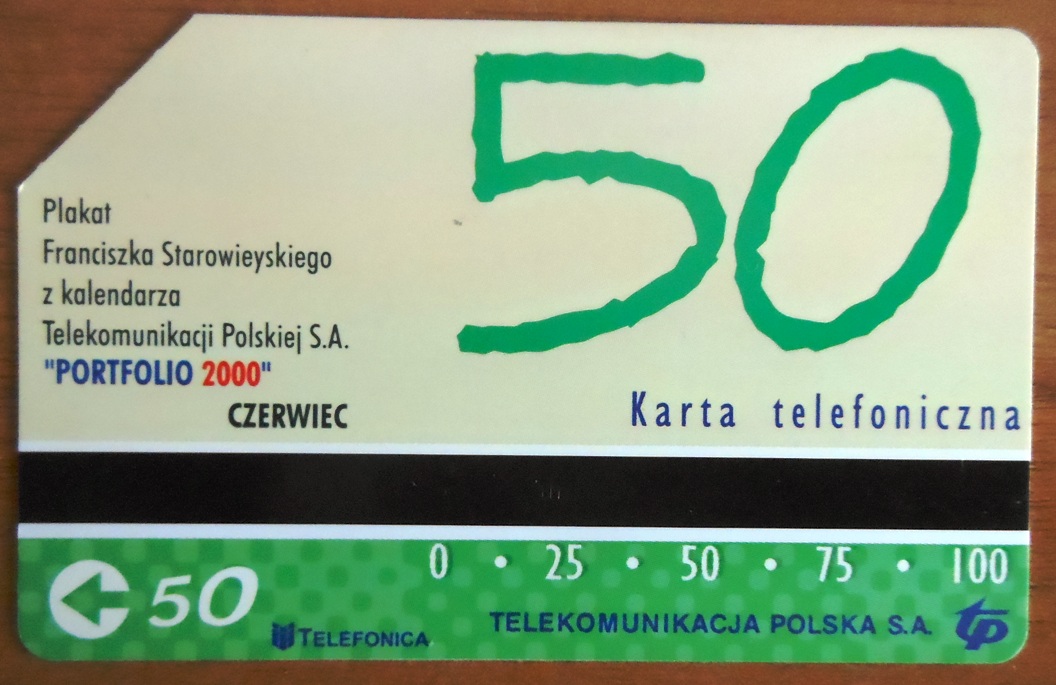 50
Plakat
Franciszka Starowieyskiego
z kalendarza
Telekomunikacji Polskiej S.A.
"PORTFOLIO 2000"
CZERWIEC
Karta telefoniczna
0 • 25 • 50 • 75 • 100
50
TELEFONICA
TELEKOMUNIKACJA POLSKA S.A. tp